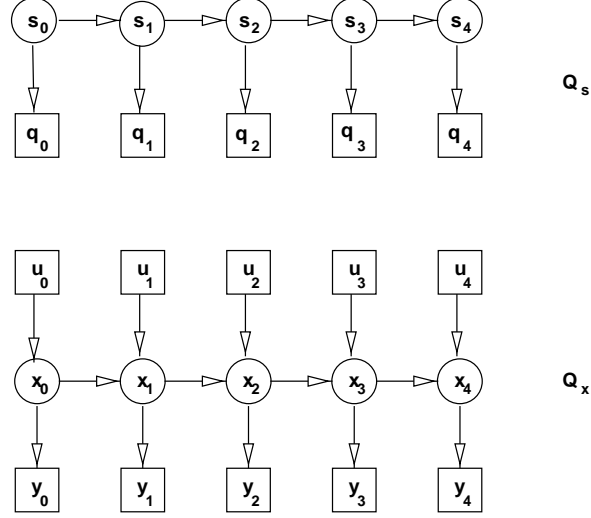 s0 s1 s2 s3 s4
Qs
q0 q1 q2 q3 q4
u0 u1 u2 u3 u4
x0 x1 x2 x3 x4
Qx
y0 y1 y2 y3 y4